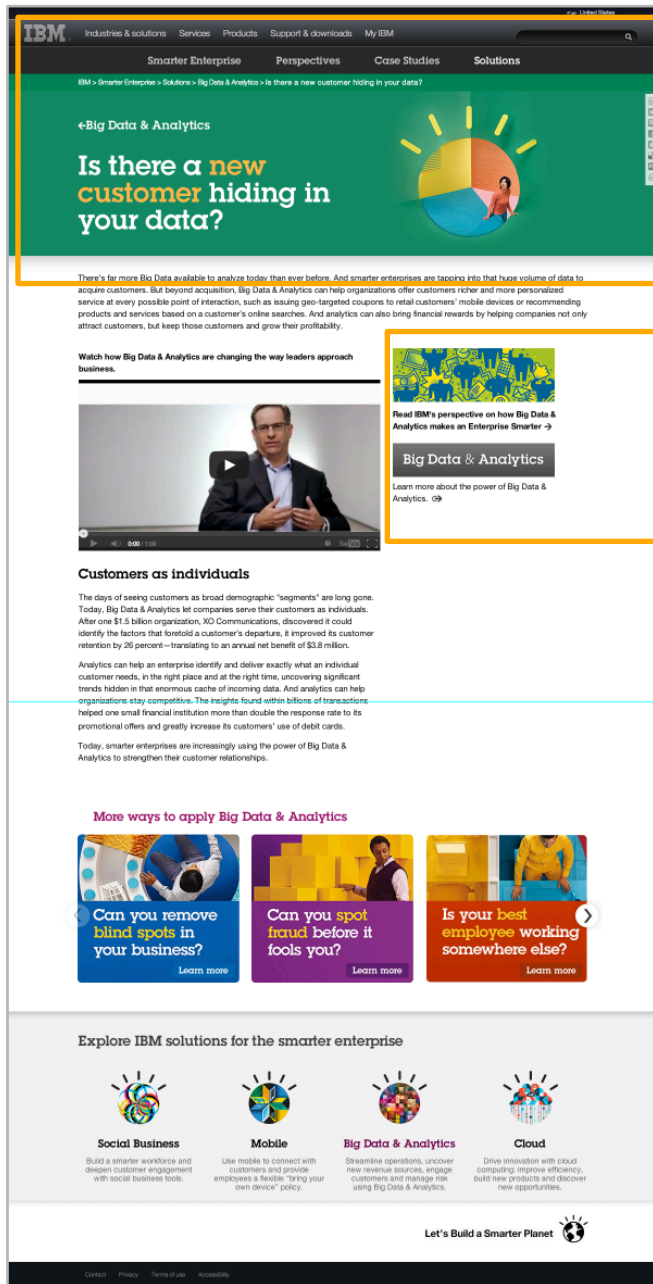 United States
IBM
Industries & solutions Services Products Support & downloads My IBM
Smarter Enterprise Perspectives Case Studies Solutions
IBM > Smarter Enterprise > Solutions > Big Data & Analytics > Is there a new customer hiding in your data?
←Big Data & Analytics
Is there a new
customer hiding in
your data?
There's far more Big Data available to analyze today than ever before. And smarter enterprises are tapping into that huge volume of data to
acquire customers. But beyond acquisition, Big Data & Analytics can help organizations offer customers richer and more personalized
service at every possible point of interaction, such as issuing geo-targeted coupons to retail customers' mobile devices or recommending
products and services based on a customer's online searches. And analytics can also bring financial rewards by helping companies not only
attract customers, but keep those customers and grow their profitability.
Watch how Big Data & Analytics are changing the way leaders approach
business.
0:00 / 1:08
YouTube
Read IBM's perspective on how Big Data &
Analytics makes an Enterprise Smarter →
Big Data & Analytics
Learn more about the power of Big Data &
Analytics.
Customers as individuals
The days of seeing customers as broad demographic "segments" are long gone.
Today, Big Data & Analytics let companies serve their customers as individuals.
After one $1.5 billion organization, XO Communications, discovered it could
identify the factors that foretold a customer's departure, it improved its customer
retention by 26 percent—translating to an annual net benefit of $3.8 million.
Analytics can help an enterprise identify and deliver exactly what an individual
customer needs, in the right place and at the right time, uncovering significant
trends hidden in that enormous cache of incoming data. And analytics can help
organizations stay competitive. The insights found within billions of transactions
helped one small financial institution more than double the response rate to its
promotional offers and greatly increase its customers' use of debit cards.
Today, smarter enterprises are increasingly using the power of Big Data &
Analytics to strengthen their customer relationships.
More ways to apply Big Data & Analytics
Can you remove
blind spots in
your business?
Learn more
Can you spot
fraud before it
fools you?
Learn more
Is your best
employee working
somewhere else?
Learn more
Explore IBM solutions for the smarter enterprise
Social Business
Build a smarter workforce and
deepen customer engagement
with social business tools.
Mobile
Use mobile to connect with
customers and provide
employees a flexible "bring your
own device" policy.
Big Data & Analytics
Streamline operations, uncover
new revenue sources, engage
customers and manage risk
using Big Data & Analytics.
Cloud
Drive innovation with cloud
computing: improve efficiency,
build new products and discover
new opportunities.
Let's Build a Smarter Planet
Contact Privacy Terms of use Accessibility